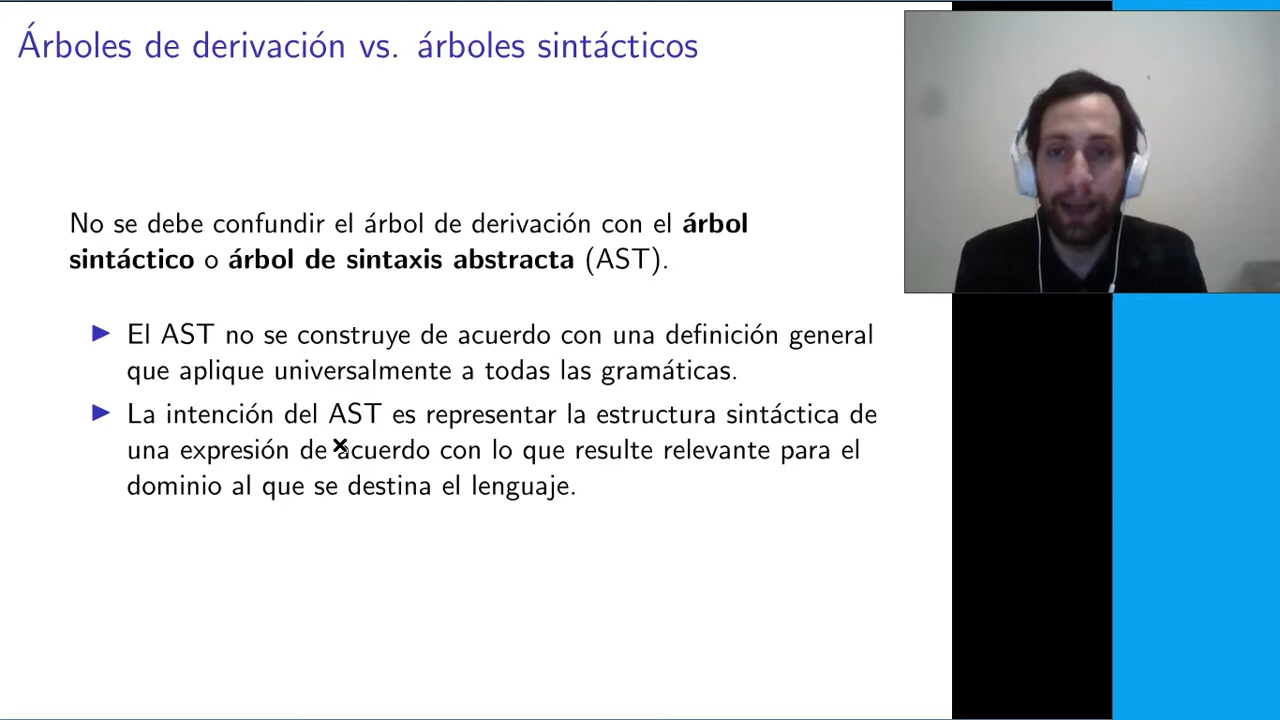 Árboles de derivación vs. árboles sintácticos
No se debe confundir el árbol de derivación con el árbol
sintáctico o árbol de sintaxis abstracta (AST).
El AST no se construye de acuerdo con una definición general
que aplique universalmente a todas las gramáticas.
La intención del AST es representar la estructura sintáctica de
una expresión de acuerdo con lo que resulte relevante para el
dominio al que se destina el lenguaje.